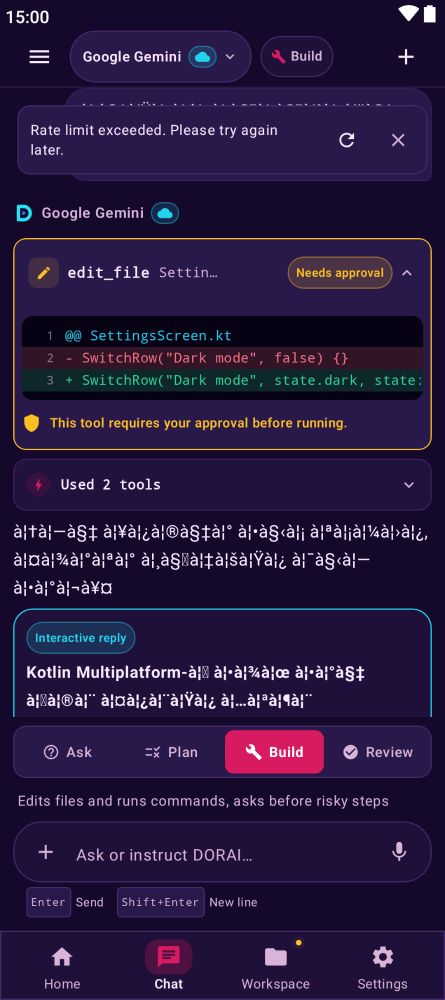 15:00
Google Gemini
Build
Rate limit exceeded. Please try again
later.
Google Gemini
edit_file Settin…
Needs approval
1 @@ SettingsScreen.kt
2 - SwitchRow("Dark mode", false) {}
3 + SwitchRow("Dark mode", state.dark, state:
This tool requires your approval before running.
Used 2 tools
Interactive reply
Kotlin Multiplatform-
Ask
Plan
Build
Review
Edits files and runs commands, asks before risky steps
Ask or instruct DORAI…
Enter Send Shift+Enter New line
Home
Chat
Workspace
Settings